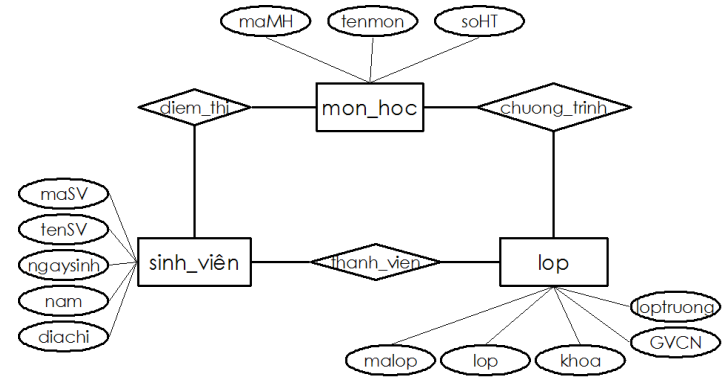 maMH
tenmon
soHT
diem_thi
mon_hoc
chuong_trinh
maSV
tenSV
ngaysinh
nam
diachi
sinh_viên
thanh_vien
lop
loptruong
GVCN
malop
lop
khoa